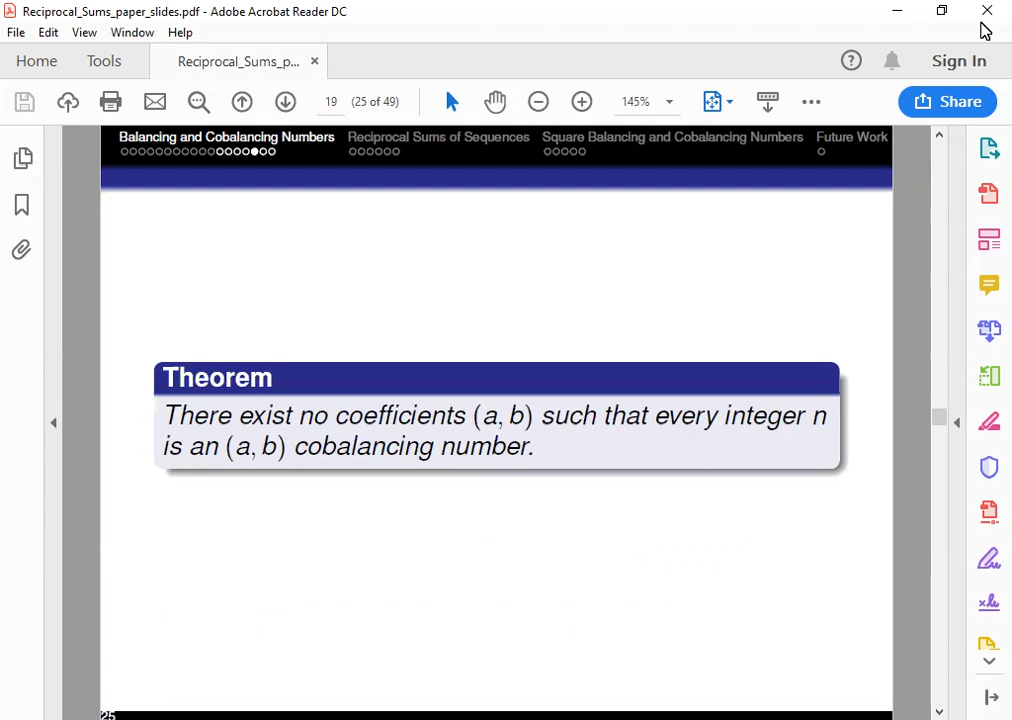 Reciprocal_Sums_paper_slides.pdf - Adobe Acrobat Reader DC
File Edit View Window Help
Home Tools Reciprocal_Sums_p... × Sign In
19 (25 of 49) 145% Share
Balancing and Cobalancing Numbers Reciprocal Sums of Sequences Square Balancing and Cobalancing Numbers Future Work
Theorem
There exist no coefficients (a, b) such that every integer n
is an (a, b) cobalancing number.
25